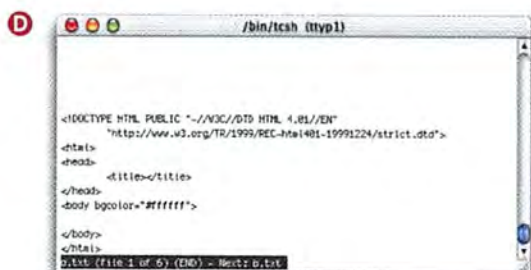 D
/bin/tcsh (ttyp1)
<!DOCTYPE HTML PUBLIC "-//W3C//DTD HTML 4.01//EN"
"http://www.w3.org/TR/1999/REC-html401-19991224/strict.dtd">
<html>
<head>
<title></title>
</head>
<body bgcolor="#ffffff">
</body>
</html>
(file 1 of 6) (END) - Next: b.txt